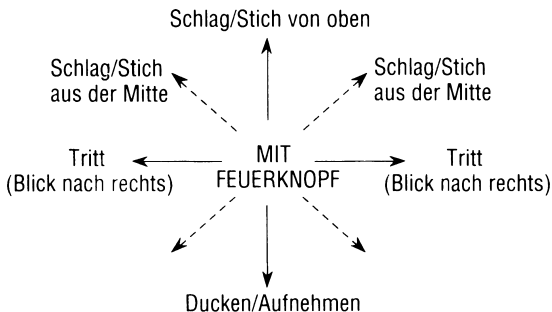 Schlag/Stich von oben
Schlag/Stich
aus der Mitte
Schlag/Stich
aus der Mitte
Tritt
(Blick nach rechts)
MIT
FEUERKNOPF
Tritt
(Blick nach rechts)
Ducken/Aufnehmen